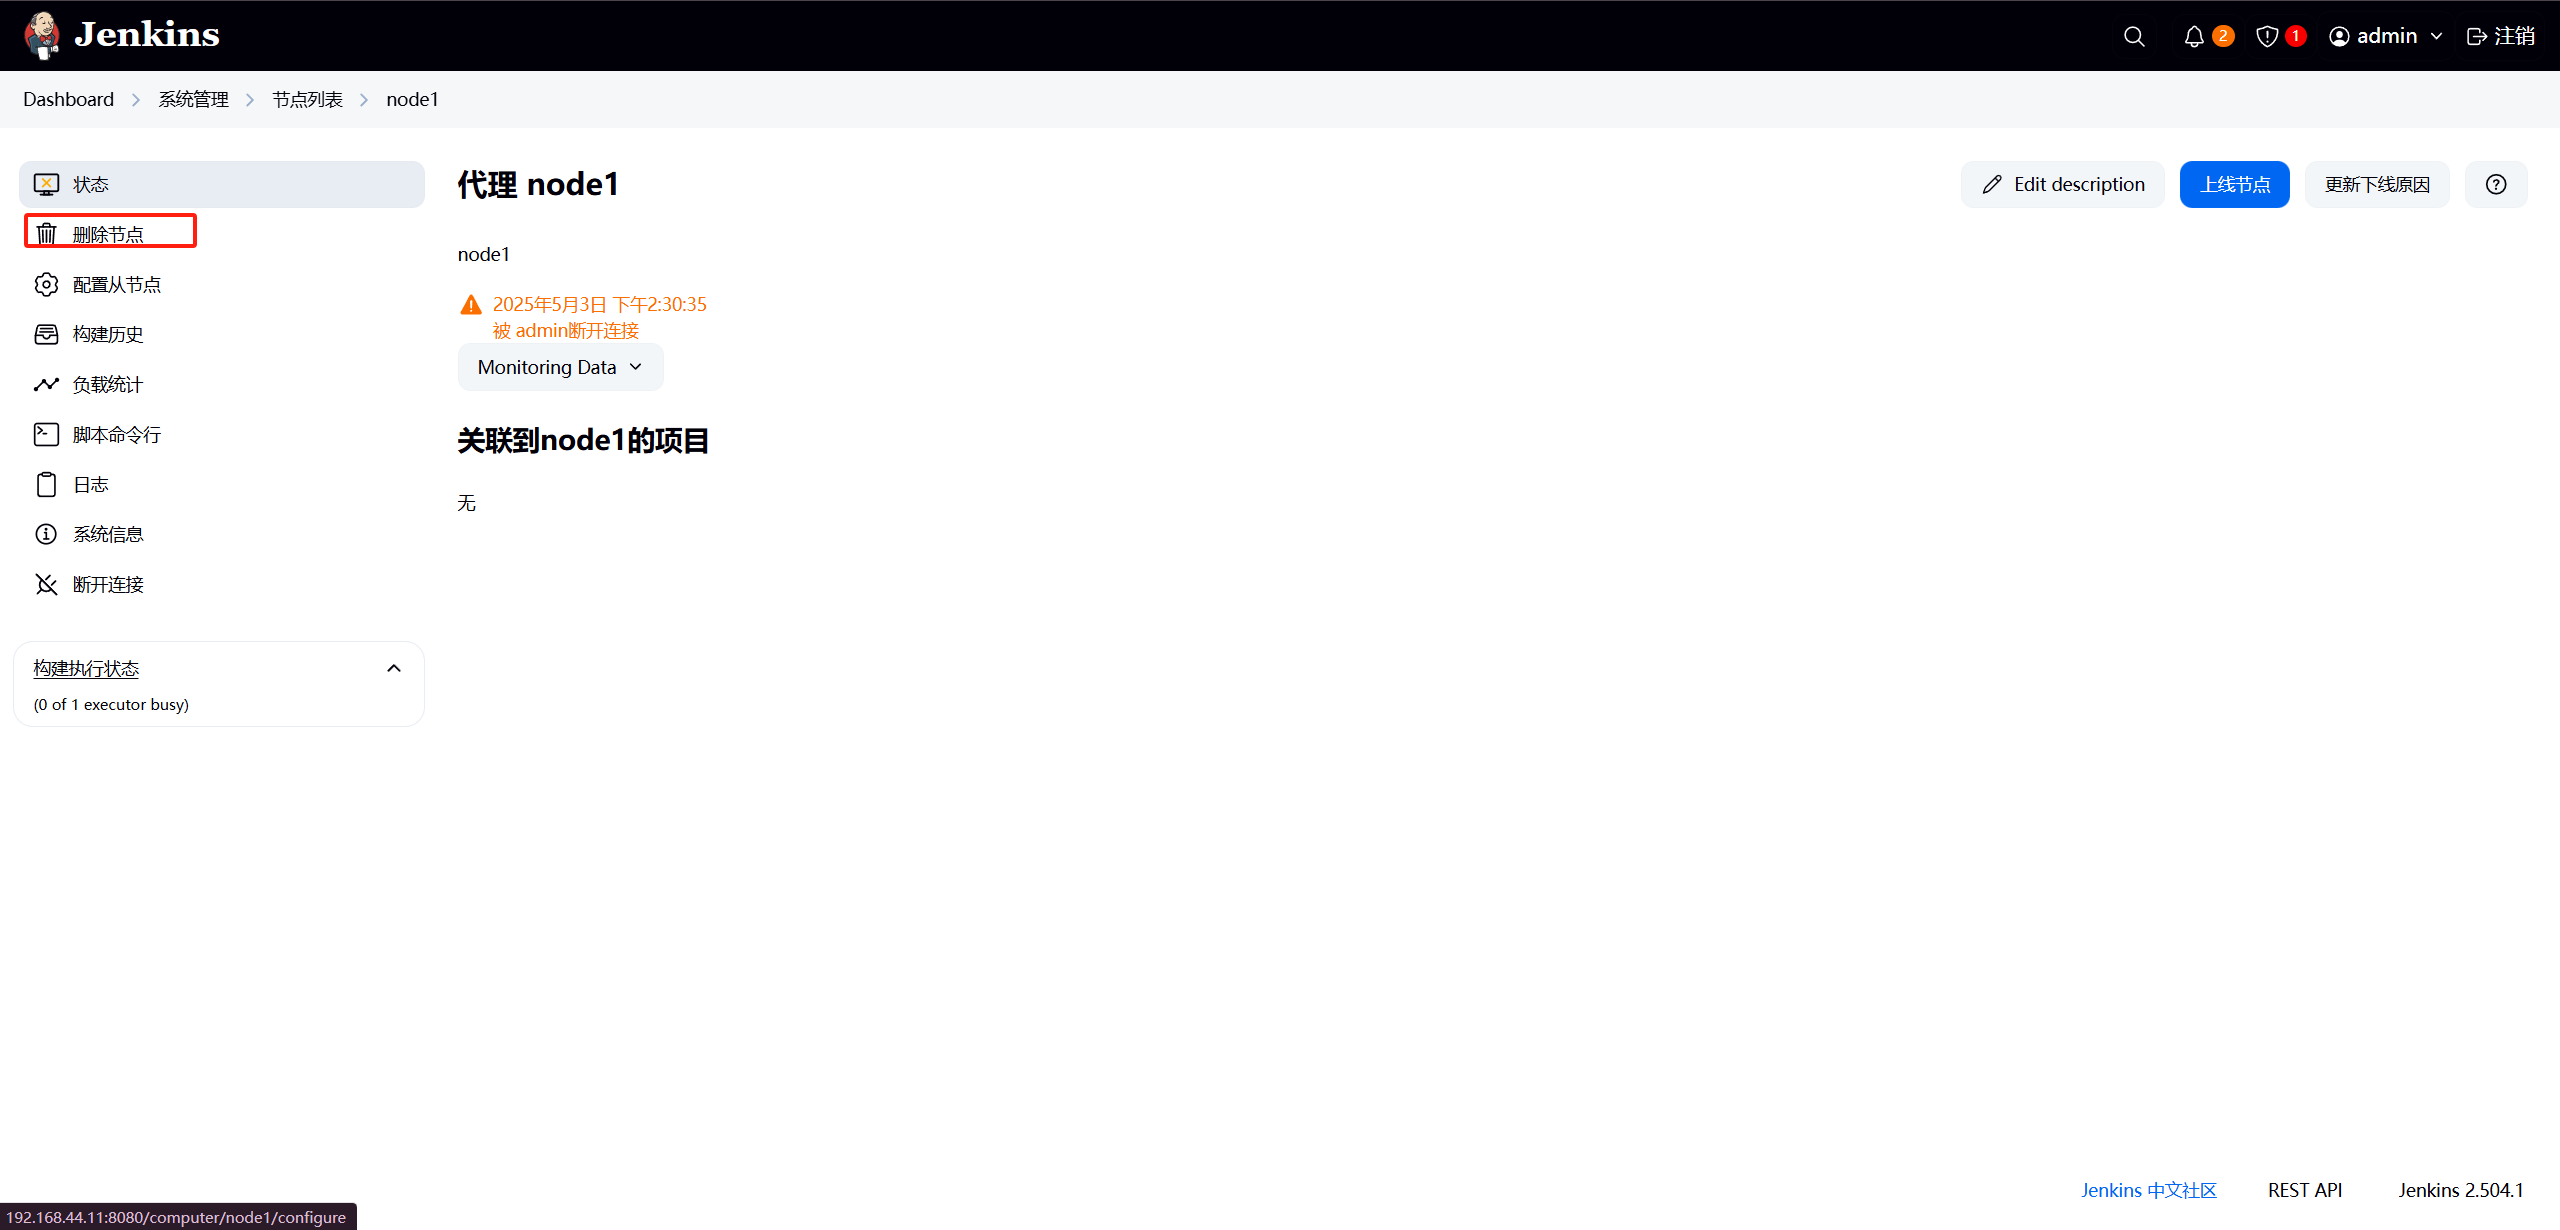 Jenkins
2
1
admin
注销
Dashboard
系统管理
节点列表
node1
状态
删除节点
配置从节点
构建历史
负载统计
脚本命令行
日志
系统信息
断开连接
构建执行状态
(0 of 1 executor busy)
代理 node1
Edit description
上线节点
更新下线原因
node1
2025年5月3日 下午2:30:35
被 admin断开连接
Monitoring Data
关联到node1的项目
无
Jenkins 中文社区
REST API
Jenkins 2.504.1
192.168.44.11:8080/computer/node1/configure